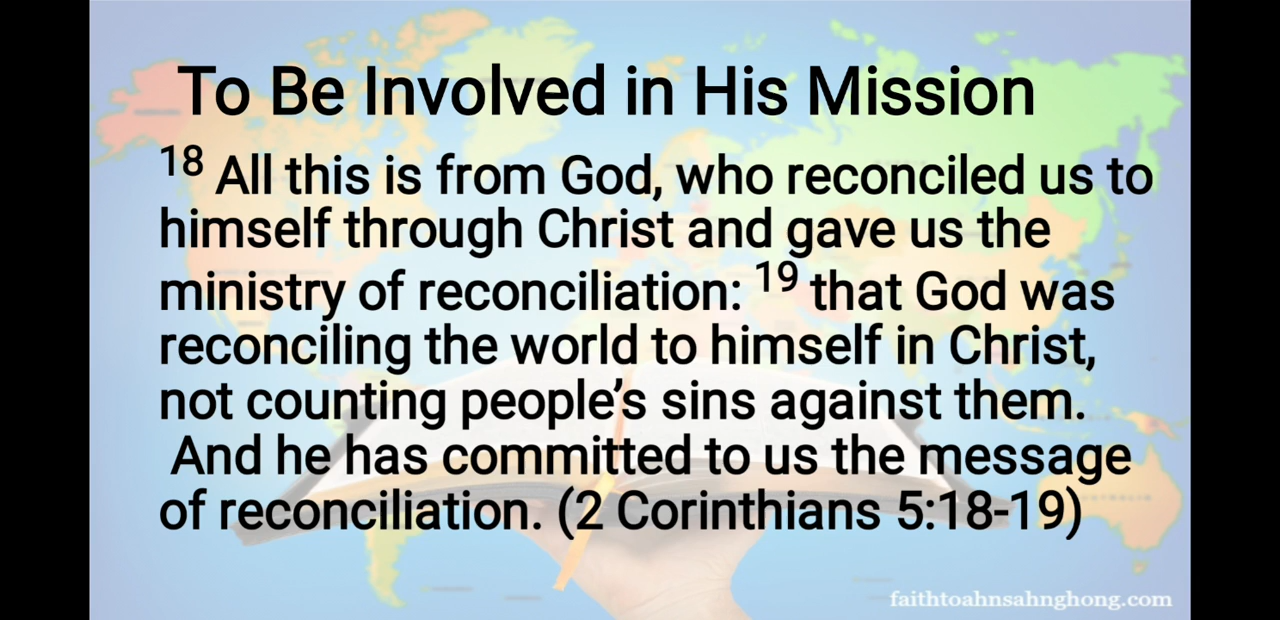 To Be Involved in His Mission
18 All this is from God, who reconciled us to
himself through Christ and gave us the
ministry of reconciliation: 19 that God was
reconciling the world to himself in Christ,
not counting people’s sins against them.
And he has committed to us the message
of reconciliation. (2 Corinthians 5:18-19)
faithtoahnsahnghong.com